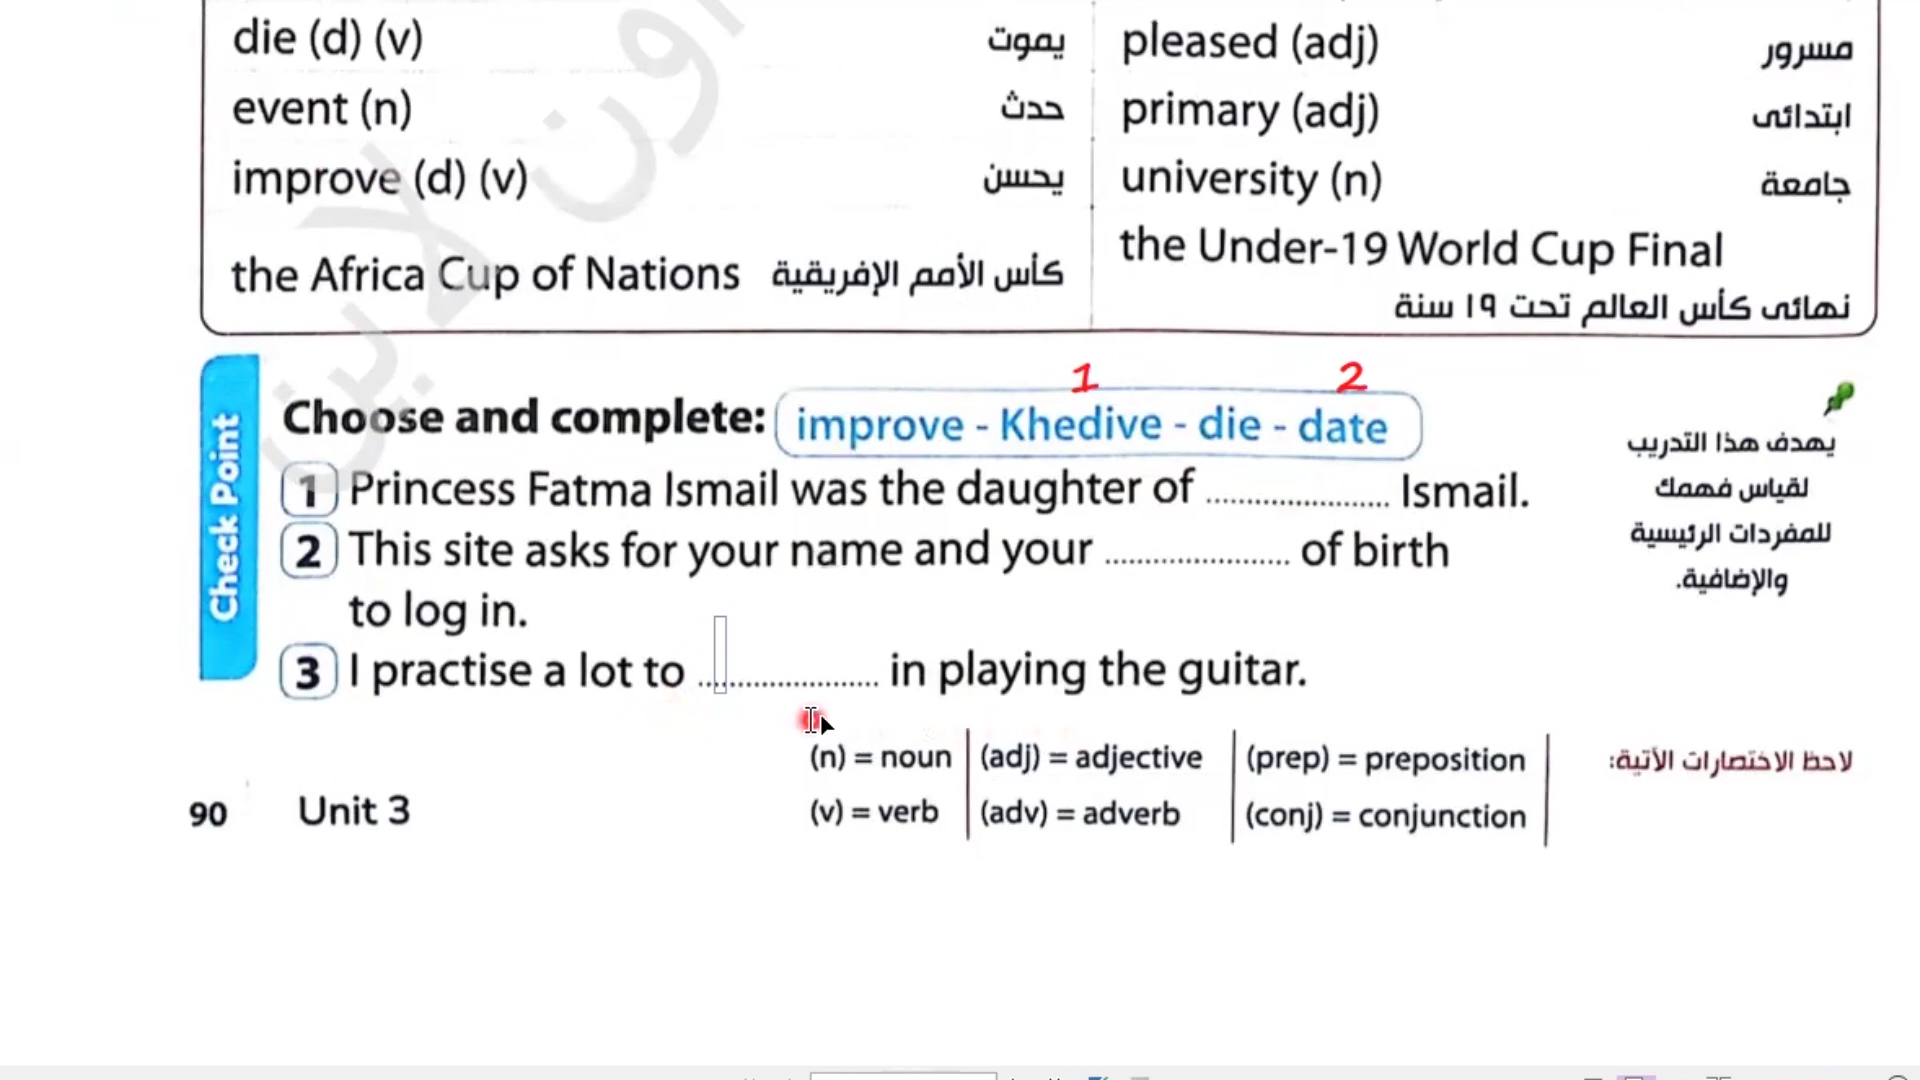 die (d) (v) يموت
event (n) حدث
improve (d) (v) يحسن
the Africa Cup of Nations كأس الأمم الإفريقية
pleased (adj) مسرور
primary (adj) ابتدائى
university (n) جامعة
the Under-19 World Cup Final
نهائى كأس العالم تحت ١٩ سنة
Check Point
1 2
Choose and complete: improve - Khedive - die - date
1 Princess Fatma Ismail was the daughter of .................... Ismail.
2 This site asks for your name and your .................... of birth
to log in.
3 I practise a lot to .................... in playing the guitar.
يهدف هذا التدريب
لقياس فهمك
للمفردات الرئيسية
والإضافية.
(n) = noun (adj) = adjective (prep) = preposition لاحظ الاختصارات الآتية:
(v) = verb (adv) = adverb (conj) = conjunction
90 Unit 3